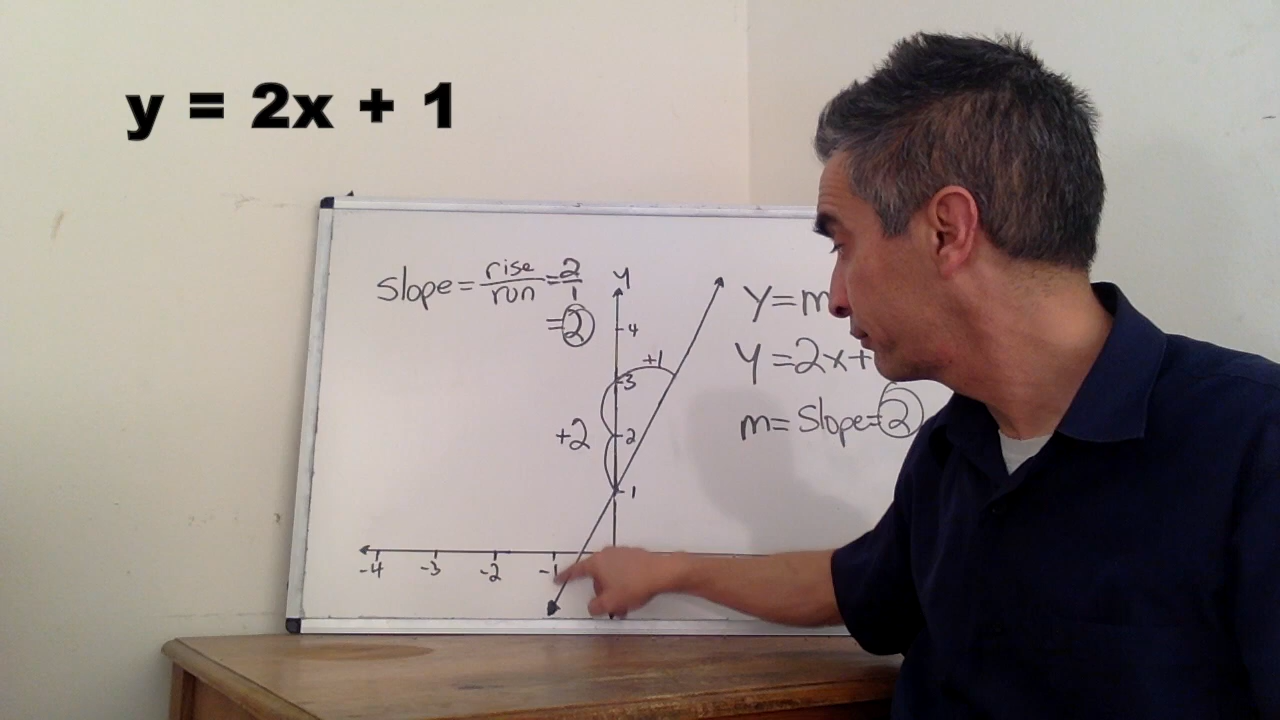 y = 2x + 1
slope = rise/run = 2/1
= 2
y
4
+1
3
+2
2
1
-4 -3 -2 -1
y = m
y = 2x +
m = slope = 2